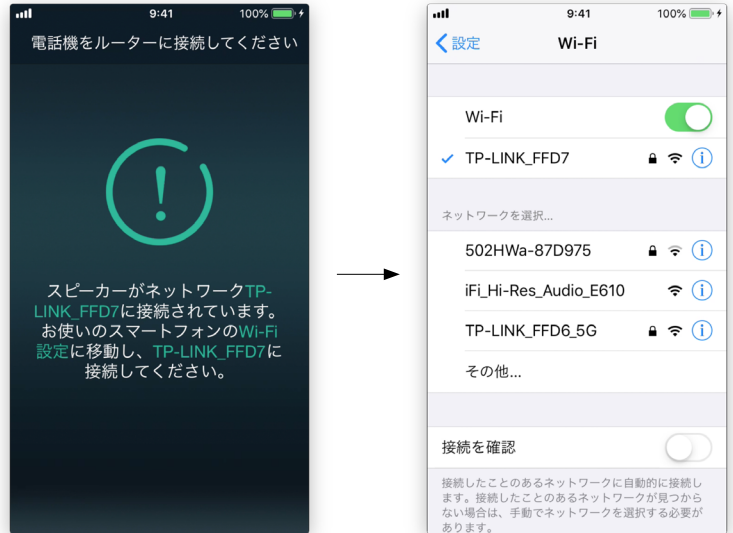 9:41
100%
電話機をルーターに接続してください
スピーカーがネットワークTP-
LINK_FFD7に接続されています。
お使いのスマートフォンのWi-Fi
設定に移動し、TP-LINK_FFD7に
接続してください。
9:41
100%
設定
Wi-Fi
Wi-Fi
TP-LINK_FFD7
ネットワークを選択...
502HWa-87D975
iFi_Hi-Res_Audio_E610
TP-LINK_FFD6_5G
その他...
接続を確認
接続したことのあるネットワークに自動的に接続し
ます。接続したことのあるネットワークが見つから
ない場合は、手動でネットワークを選択する必要が
あります。